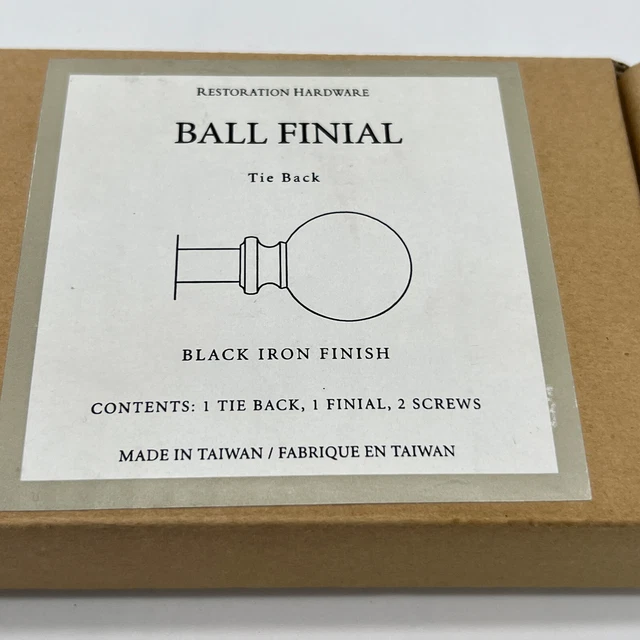 RESTORATION HARDWARE
BALL FINIAL
Tie Back
BLACK IRON FINISH
CONTENTS: 1 TIE BACK, 1 FINIAL, 2 SCREWS
MADE IN TAIWAN / FABRIQUE EN TAIWAN